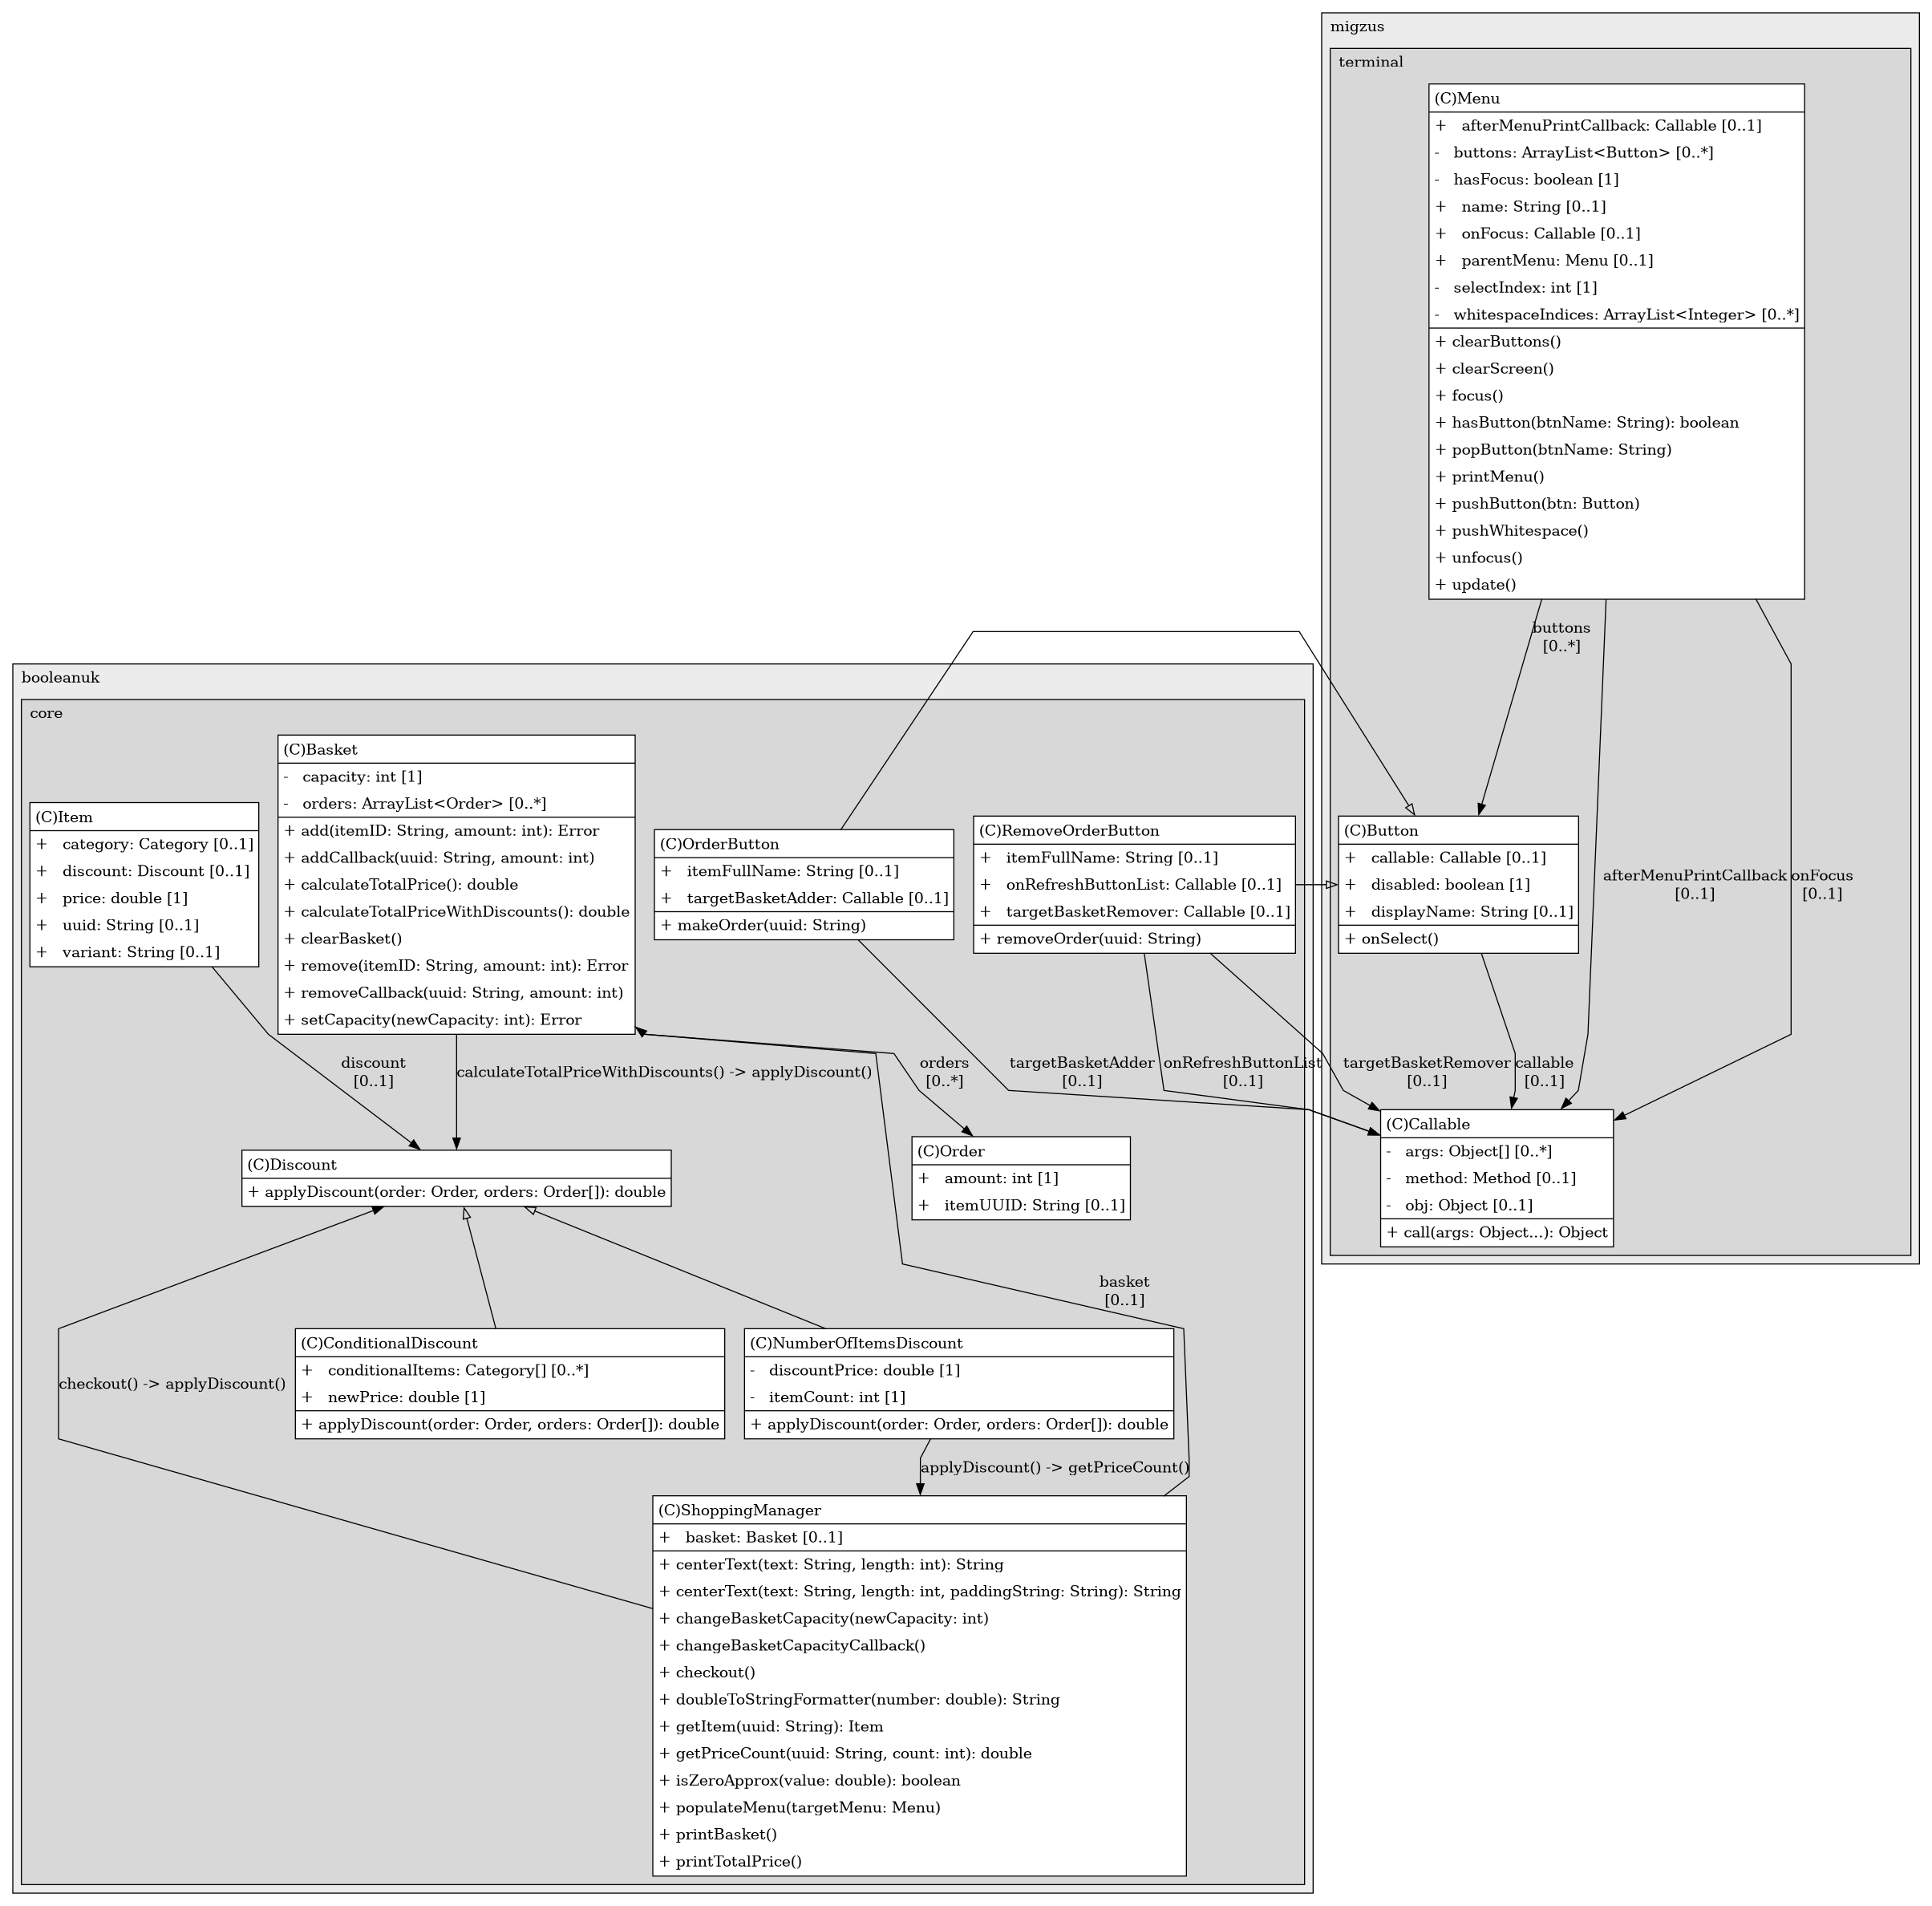 migzus
terminal
(C)Menu
+ afterMenuPrintCallback: Callable [0..1]
- buttons: ArrayList<Button> [0..*]
- hasFocus: boolean [1]
+ name: String [0..1]
+ onFocus: Callable [0..1]
+ parentMenu: Menu [0..1]
- selectIndex: int [1]
- whitespaceIndices: ArrayList<Integer> [0..*]
+ clearButtons()
+ clearScreen()
+ focus()
+ hasButton(btnName: String): boolean
+ popButton(btnName: String)
+ printMenu()
+ pushButton(btn: Button)
+ pushWhitespace()
+ unfocus()
+ update()
buttons
[0..*]
afterMenuPrintCallback
[0..1]
onFocus
[0..1]
(C)Button
+ callable: Callable [0..1]
+ disabled: boolean [1]
+ displayName: String [0..1]
+ onSelect()
callable
[0..1]
(C)Callable
- args: Object[] [0..*]
- method: Method [0..1]
- obj: Object [0..1]
+ call(args: Object...): Object
booleanuk
core
(C)Item
+ category: Category [0..1]
+ discount: Discount [0..1]
+ price: double [1]
+ uuid: String [0..1]
+ variant: String [0..1]
(C)Basket
- capacity: int [1]
- orders: ArrayList<Order> [0..*]
+ add(itemID: String, amount: int): Error
+ addCallback(uuid: String, amount: int)
+ calculateTotalPrice(): double
+ calculateTotalPriceWithDiscounts(): double
+ clearBasket()
+ remove(itemID: String, amount: int): Error
+ removeCallback(uuid: String, amount: int)
+ setCapacity(newCapacity: int): Error
(C)OrderButton
+ itemFullName: String [0..1]
+ targetBasketAdder: Callable [0..1]
+ makeOrder(uuid: String)
(C)RemoveOrderButton
+ itemFullName: String [0..1]
+ onRefreshButtonList: Callable [0..1]
+ targetBasketRemover: Callable [0..1]
+ removeOrder(uuid: String)
discount
[0..1]
calculateTotalPriceWithDiscounts() -> applyDiscount()
orders
[0..*]
targetBasketAdder
[0..1]
onRefreshButtonList
[0..1]
targetBasketRemover
[0..1]
(C)Discount
+ applyDiscount(order: Order, orders: Order[]): double
(C)Order
+ amount: int [1]
+ itemUUID: String [0..1]
basket
[0..1]
checkout() -> applyDiscount()
(C)ConditionalDiscount
+ conditionalItems: Category[] [0..*]
+ newPrice: double [1]
+ applyDiscount(order: Order, orders: Order[]): double
(C)NumberOfItemsDiscount
- discountPrice: double [1]
- itemCount: int [1]
+ applyDiscount(order: Order, orders: Order[]): double
applyDiscount() -> getPriceCount()
(C)ShoppingManager
+ basket: Basket [0..1]
+ centerText(text: String, length: int): String
+ centerText(text: String, length: int, paddingString: String): String
+ changeBasketCapacity(newCapacity: int)
+ changeBasketCapacityCallback()
+ checkout()
+ doubleToStringFormatter(number: double): String
+ getItem(uuid: String): Item
+ getPriceCount(uuid: String, count: int): double
+ isZeroApprox(value: double): boolean
+ populateMenu(targetMenu: Menu)
+ printBasket()
+ printTotalPrice()